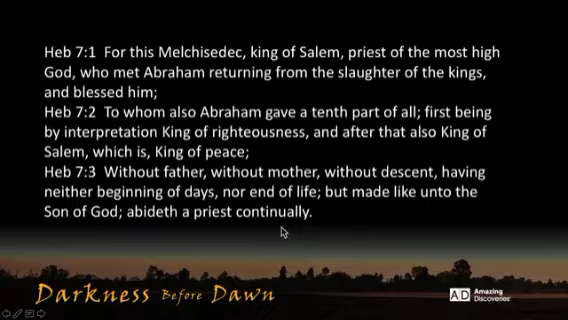 Heb 7:1  For this Melchisedec, king of Salem, priest of the most high
God, who met Abraham returning from the slaughter of the kings,
and blessed him;
Heb 7:2  To whom also Abraham gave a tenth part of all; first being
by interpretation King of righteousness, and after that also King of
Salem, which is, King of peace;
Heb 7:3  Without father, without mother, without descent, having
neither beginning of days, nor end of life; but made like unto the
Son of God; abideth a priest continually.
Darkness Before Dawn
AD Amazing
Discoveries